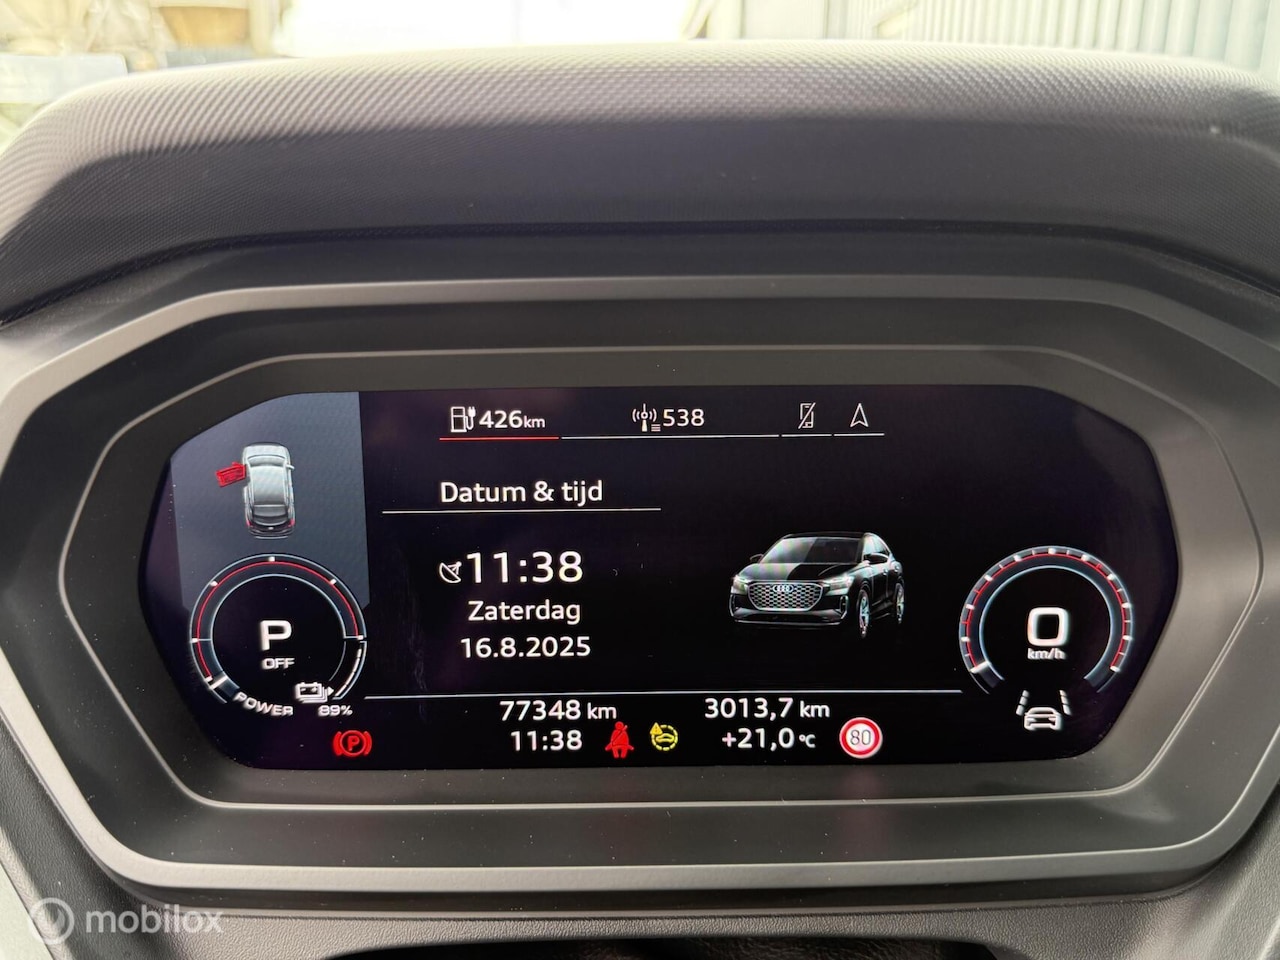 426km
538
Datum & tijd
11:38
Zaterdag
16.8.2025
P
OFF
POWER
89%
0
km/h
77348 km
3013,7 km
P
11:38
+21,0 °C
80
mobilox